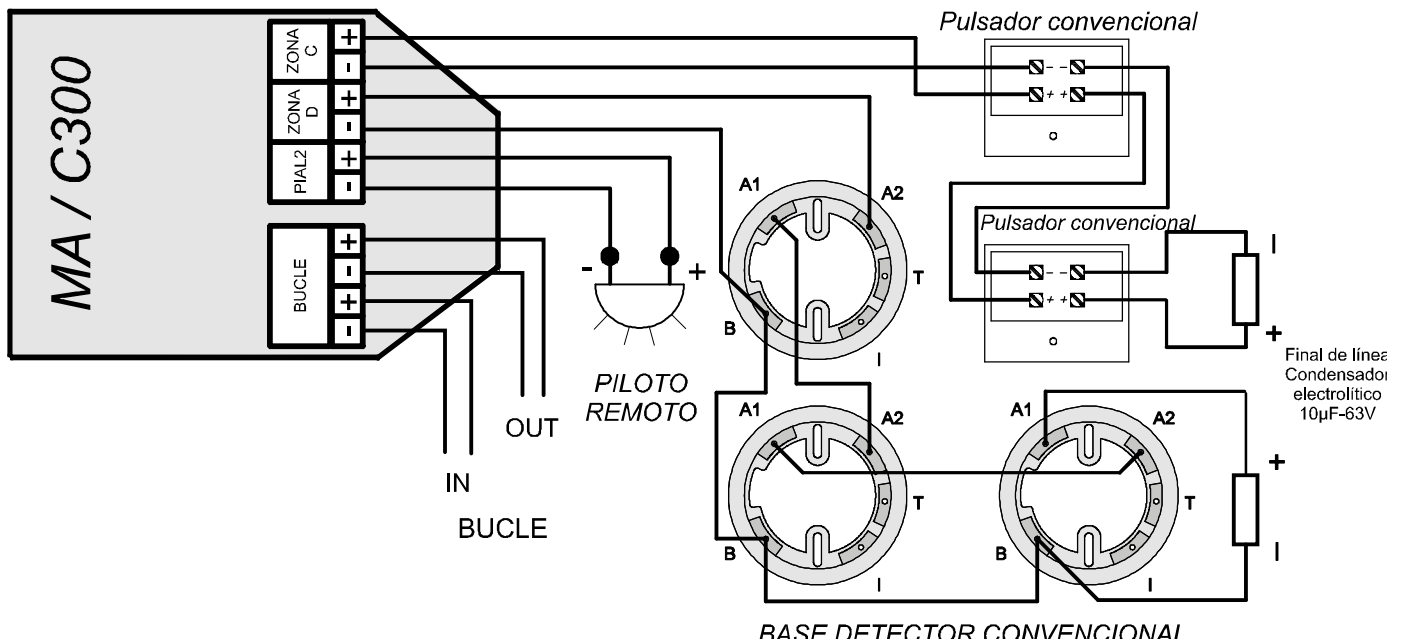 MA / C300
ZONA C
+
-
ZONA D
+
-
PIAL2
+
-
BUCLE
+
-
+
-
OUT
IN
BUCLE
- +
PILOTO
REMOTO
Pulsador convencional
- -
+ +
Pulsador convencional
- -
+ +
I
+
Final de línea
Condensador
electrolítico
10µF-63V
A1 A2
T
B
I
A1 A2
T
B
I
A1 A2
T
B
I
+
I
BASE DETECTOR CONVENCIONAL